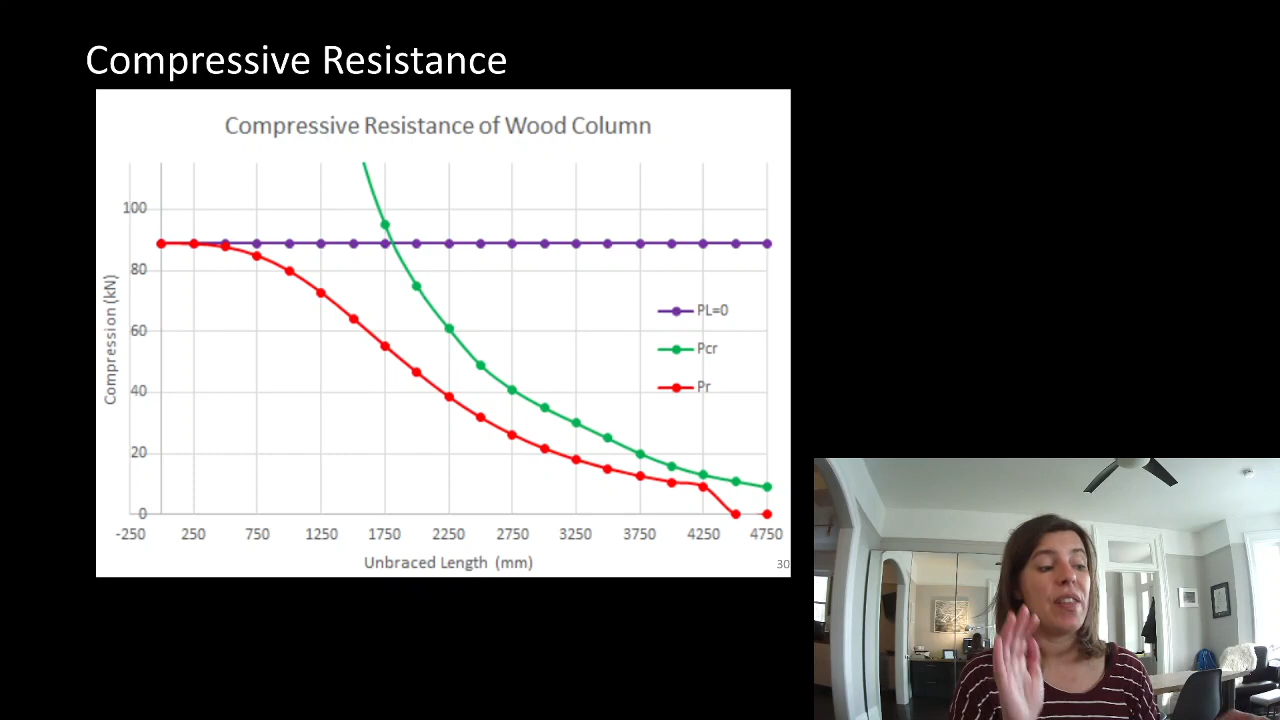 Compressive Resistance
Compressive Resistance of Wood Column
100
80
60
40
20
0
Compression (kN)
PL=0
Pcr
Pr
-250 250 750 1250 1750 2250 2750 3250 3750 4250 4750
Unbraced Length (mm)
30